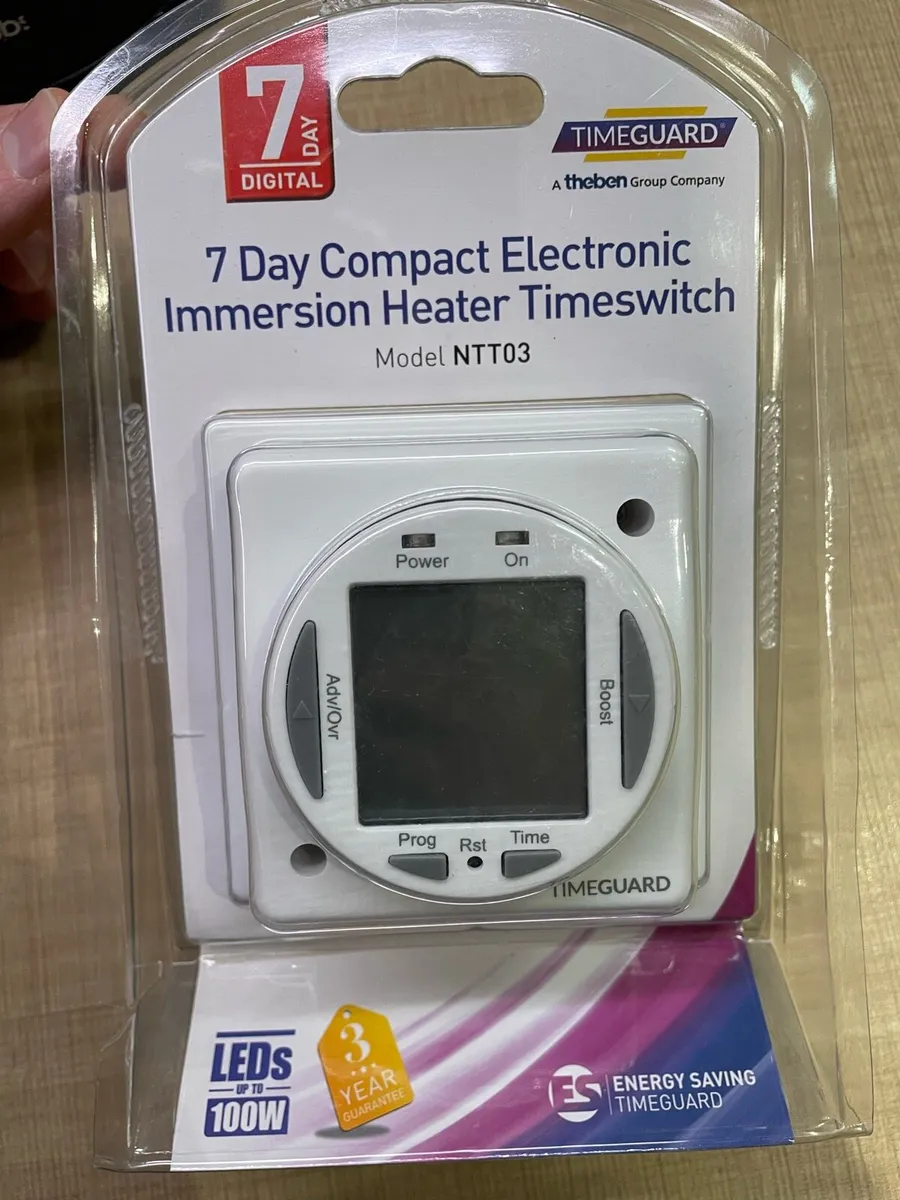 7
DAY
DIGITAL
TIMEGUARD
A theben Group Company
7 Day Compact Electronic
Immersion Heater Timeswitch
Model NTT03
Power
On
Adv/Ovr
Boost
Prog
Rst
Time
TIMEGUARD
LEDs
UP TO
100W
3
YEAR
GUARANTEE
ES
ENERGY SAVING
TIMEGUARD